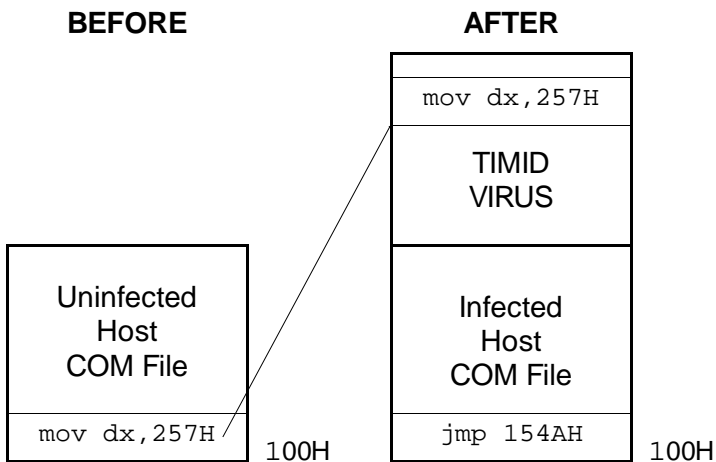 BEFORE
AFTER
mov dx,257H
TIMID
VIRUS
Uninfected
Host
COM File
Infected
Host
COM File
mov dx,257H
100H
jmp 154AH
100H